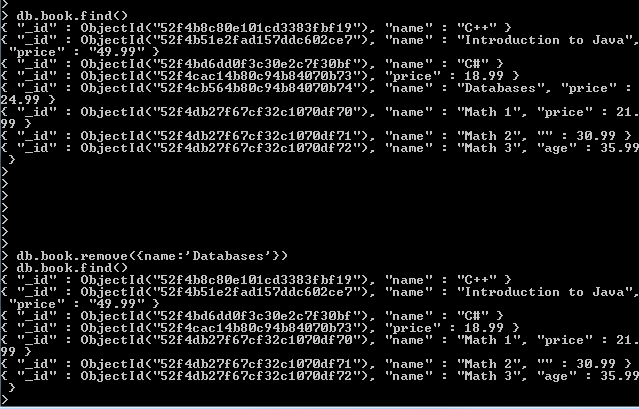 >
> db.book.find()
{ "_id" : ObjectId("52f4b8c80e101cd3383fbf19"), "name" : "C++" }
{ "_id" : ObjectId("52f4b51e2fad157ddc602ce7"), "name" : "Introduction to Java",
 "price" : "49.99" }
{ "_id" : ObjectId("52f4bd6dd0f3c30e2c7f30bf"), "name" : "C#" }
{ "_id" : ObjectId("52f4cac14b80c94b84070b73"), "price" : 18.99 }
{ "_id" : ObjectId("52f4cb564b80c94b84070b74"), "name" : "Databases", "price" :
24.99 }
{ "_id" : ObjectId("52f4db27f67cf32c1070df70"), "name" : "Math 1", "price" : 21.
99 }
{ "_id" : ObjectId("52f4db27f67cf32c1070df71"), "name" : "Math 2", "" : 30.99 }
{ "_id" : ObjectId("52f4db27f67cf32c1070df72"), "name" : "Math 3", "age" : 35.99
 }
>
>
>
>
>
>
>
> db.book.remove({name:'Databases'})
> db.book.find()
{ "_id" : ObjectId("52f4b8c80e101cd3383fbf19"), "name" : "C++" }
{ "_id" : ObjectId("52f4b51e2fad157ddc602ce7"), "name" : "Introduction to Java",
 "price" : "49.99" }
{ "_id" : ObjectId("52f4bd6dd0f3c30e2c7f30bf"), "name" : "C#" }
{ "_id" : ObjectId("52f4cac14b80c94b84070b73"), "price" : 18.99 }
{ "_id" : ObjectId("52f4db27f67cf32c1070df70"), "name" : "Math 1", "price" : 21.
99 }
{ "_id" : ObjectId("52f4db27f67cf32c1070df71"), "name" : "Math 2", "" : 30.99 }
{ "_id" : ObjectId("52f4db27f67cf32c1070df72"), "name" : "Math 3", "age" : 35.99
 }
>